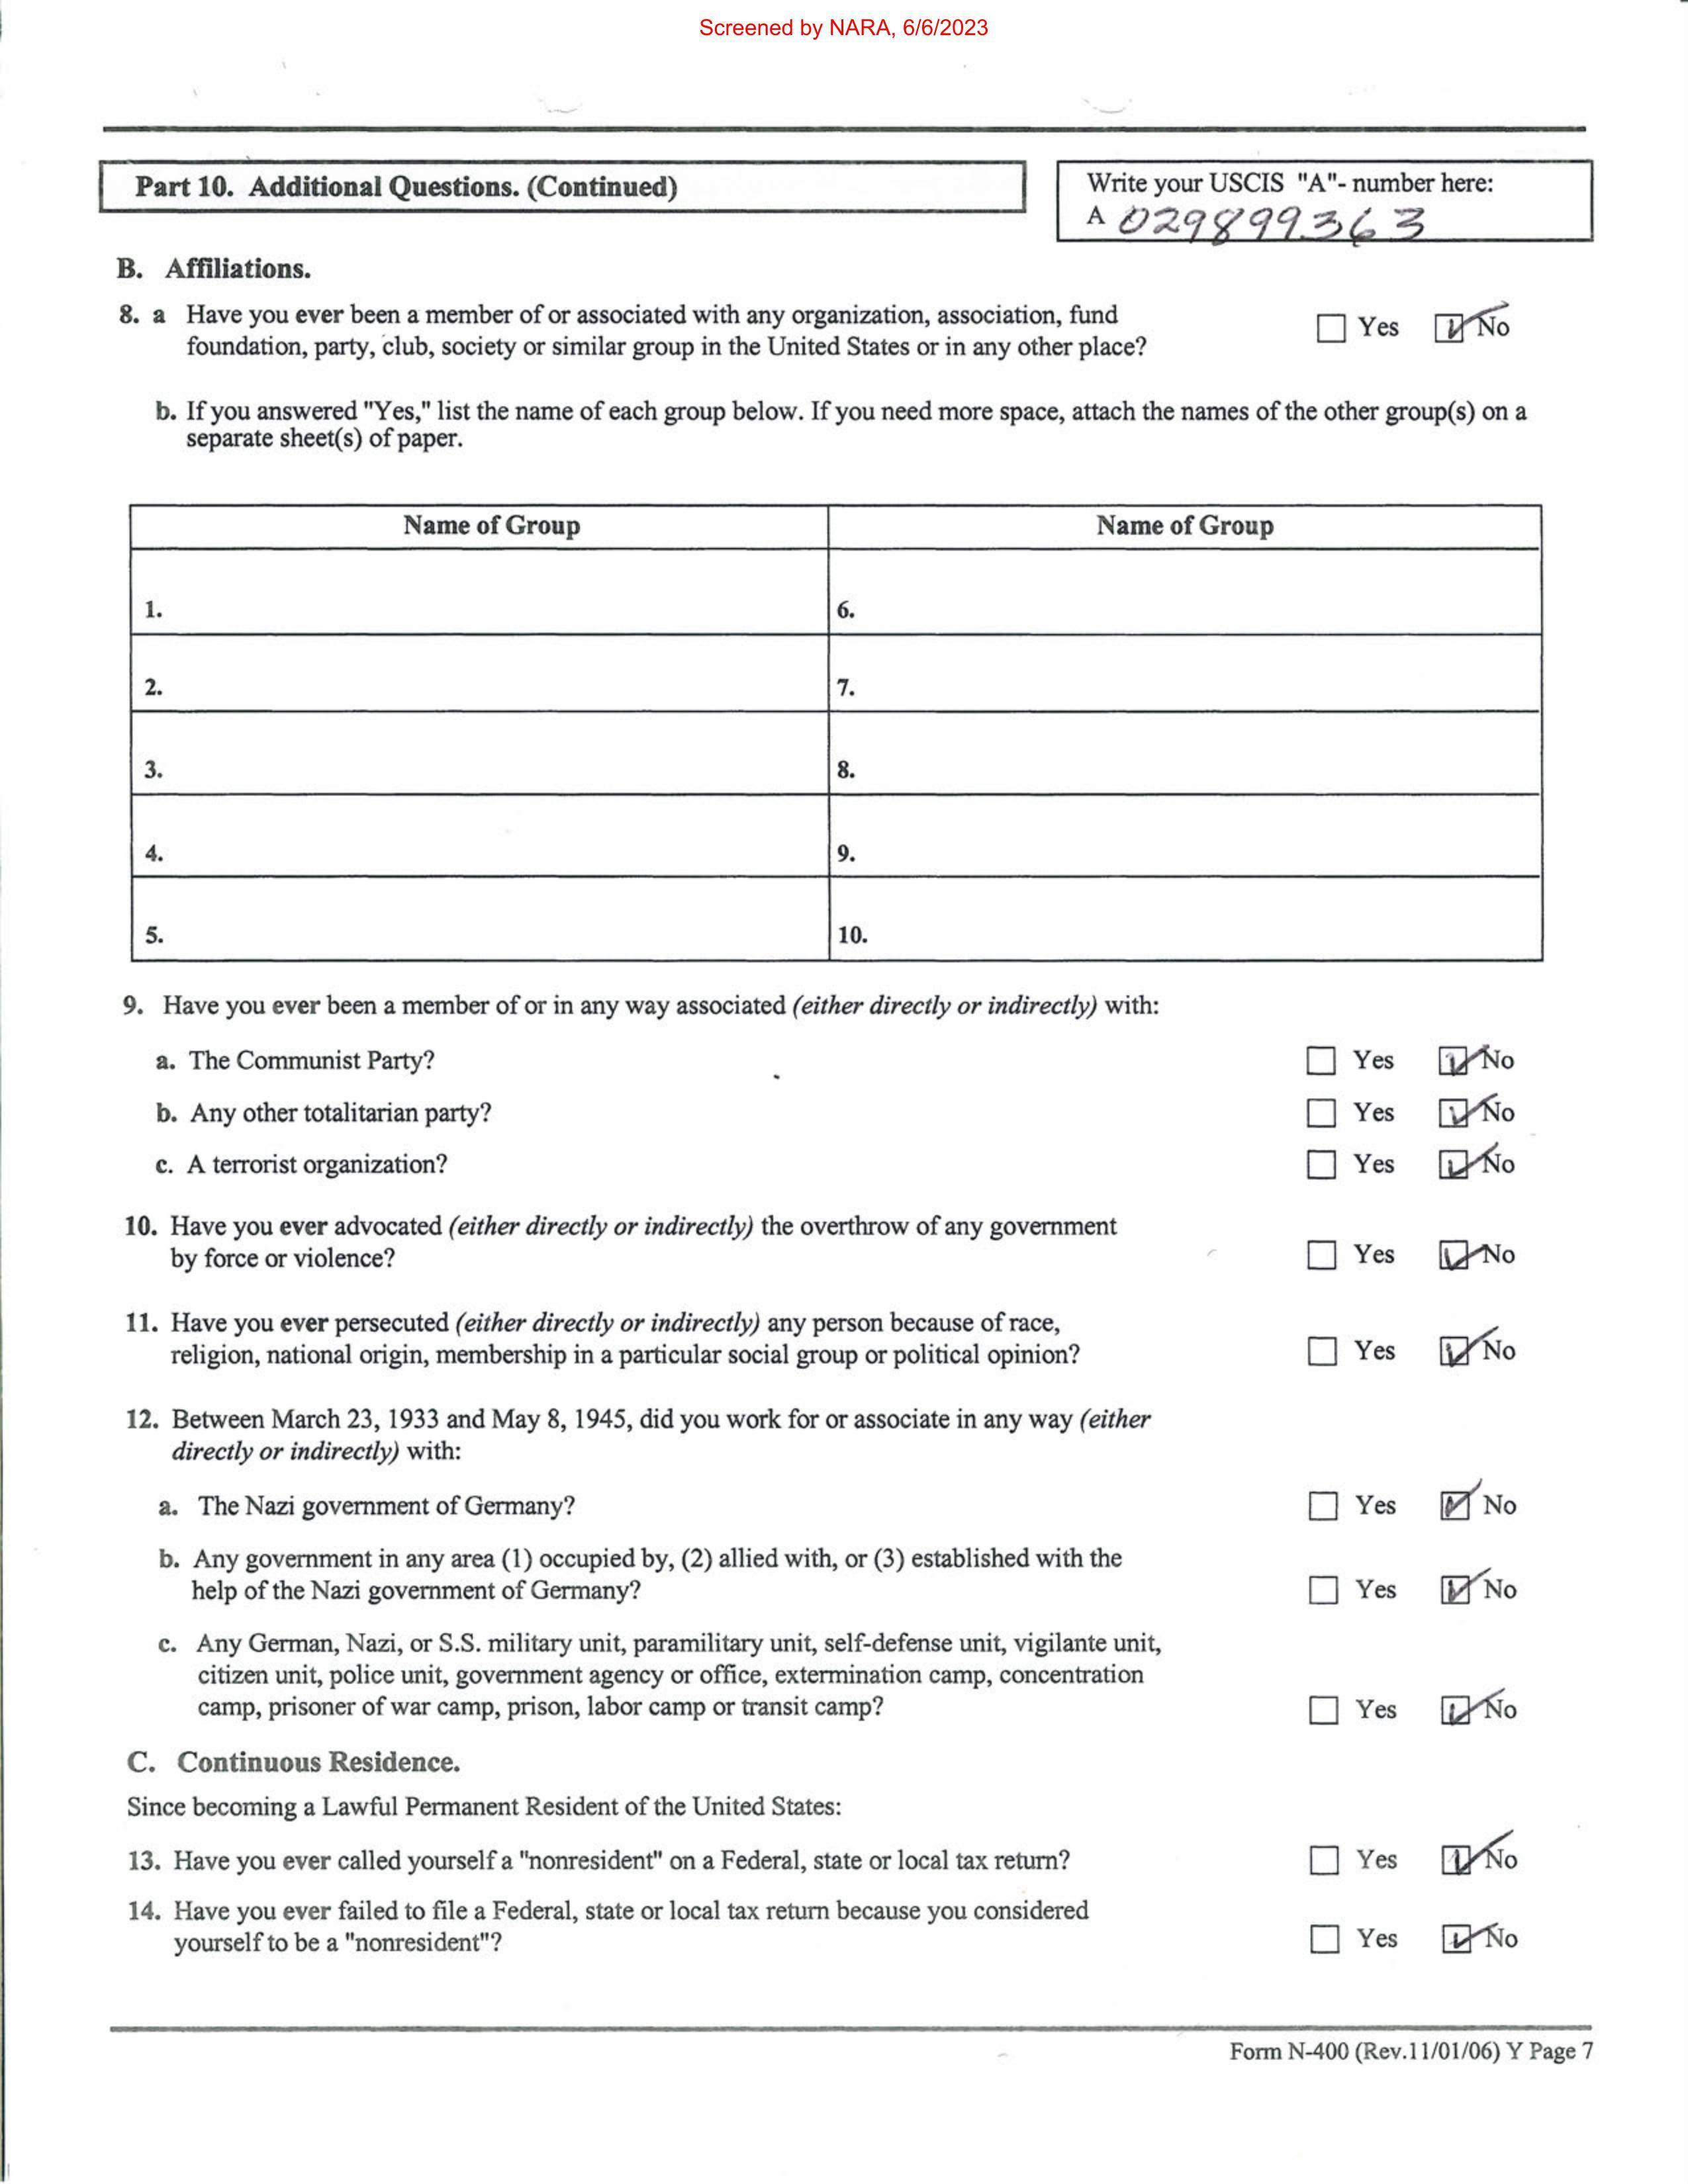 Screened by NARA, 6/6/2023
Part 10. Additional Questions. (Continued)
Write your USCIS "A"- number here:
A 029899363
B. Affiliations.
8. a Have you ever been a member of or associated with any organization, association, fund
foundation, party, club, society or similar group in the United States or in any other place?
Yes No
b. If you answered "Yes," list the name of each group below. If you need more space, attach the names of the other group(s) on a
separate sheet(s) of paper.
Name of Group Name of Group
1. 6.
2. 7.
3. 8.
4. 9.
5. 10.
9. Have you ever been a member of or in any way associated (either directly or indirectly) with:
a. The Communist Party? Yes No
b. Any other totalitarian party? Yes No
c. A terrorist organization? Yes No
10. Have you ever advocated (either directly or indirectly) the overthrow of any government
by force or violence? Yes No
11. Have you ever persecuted (either directly or indirectly) any person because of race,
religion, national origin, membership in a particular social group or political opinion? Yes No
12. Between March 23, 1933 and May 8, 1945, did you work for or associate in any way (either
directly or indirectly) with:
a. The Nazi government of Germany? Yes No
b. Any government in any area (1) occupied by, (2) allied with, or (3) established with the
help of the Nazi government of Germany? Yes No
c. Any German, Nazi, or S.S. military unit, paramilitary unit, self-defense unit, vigilante unit,
citizen unit, police unit, government agency or office, extermination camp, concentration
camp, prisoner of war camp, prison, labor camp or transit camp? Yes No
C. Continuous Residence.
Since becoming a Lawful Permanent Resident of the United States:
13. Have you ever called yourself a "nonresident" on a Federal, state or local tax return? Yes No
14. Have you ever failed to file a Federal, state or local tax return because you considered
yourself to be a "nonresident"? Yes No
Form N-400 (Rev.11/01/06) Y Page 7